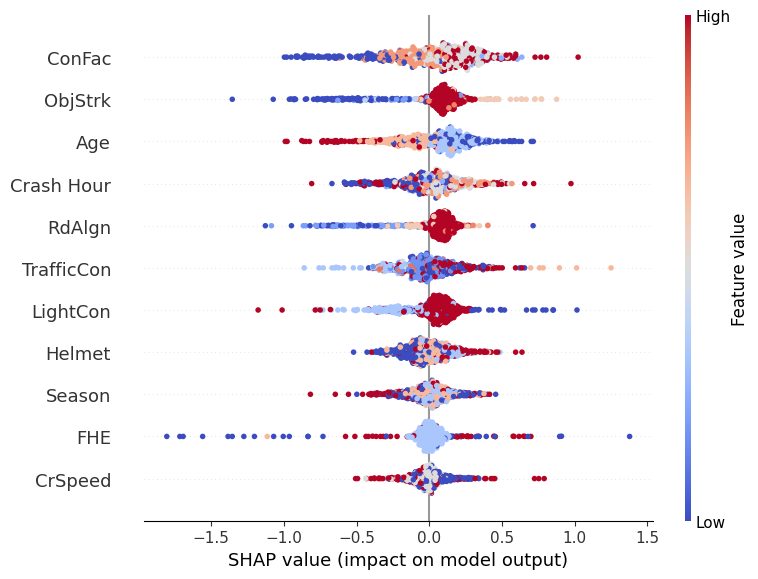 High
ConFac
ObjStrk
Age
Crash Hour
RdAlgn
TrafficCon
LightCon
Helmet
Season
FHE
CrSpeed
Feature value
Low
−1.5 −1.0 −0.5 0.0 0.5 1.0 1.5
SHAP value (impact on model output)